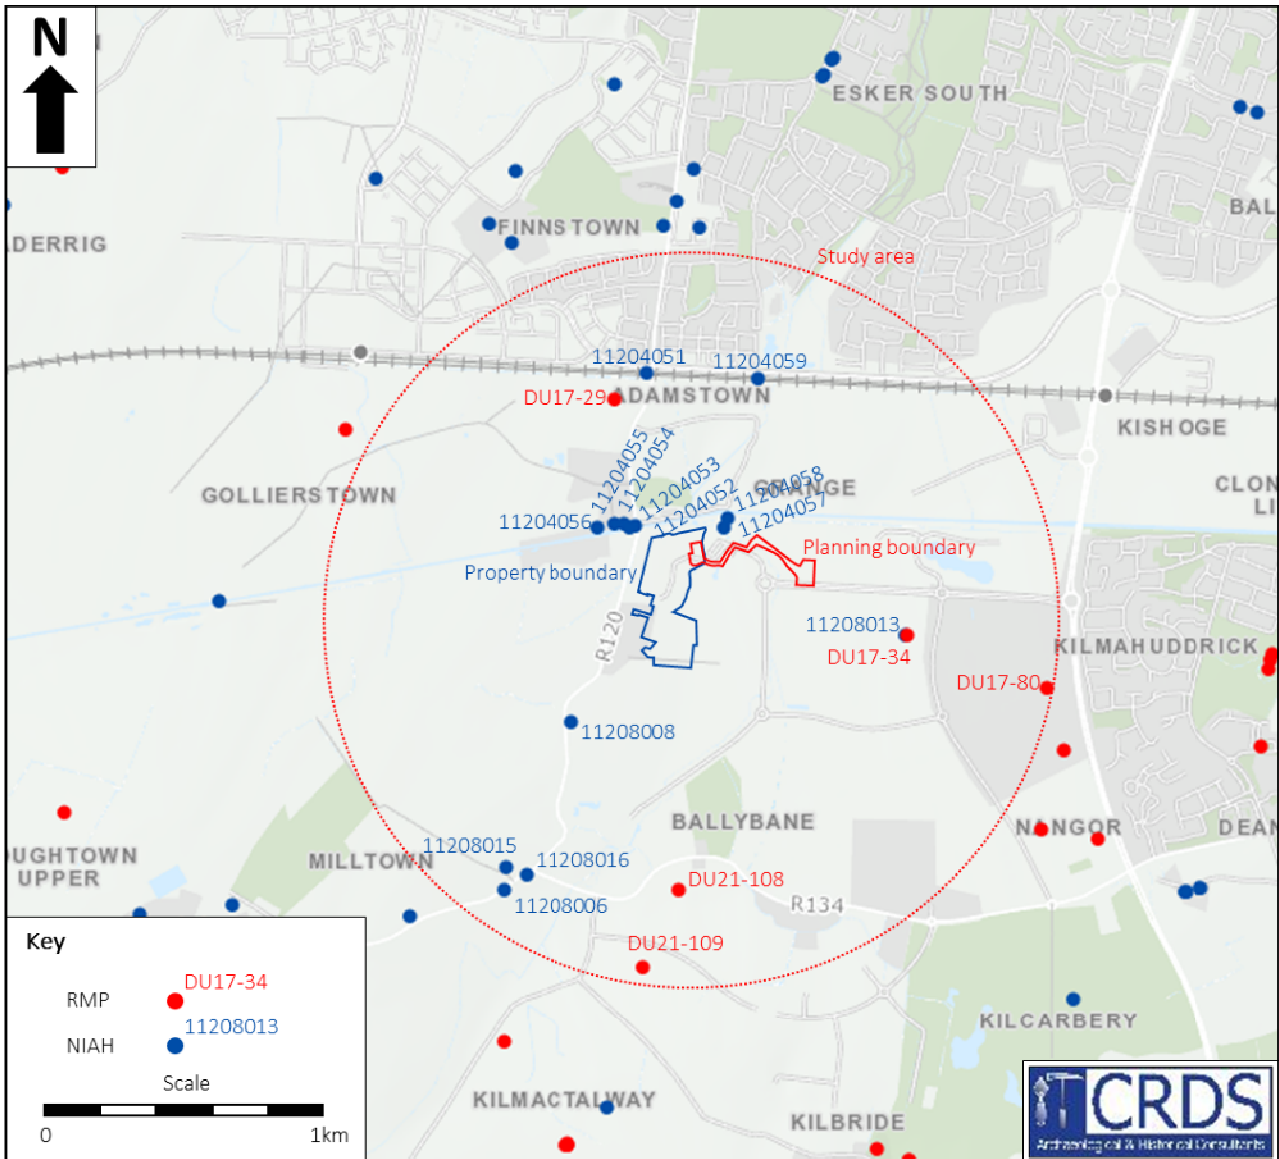 N
ESKER SOUTH
BAL
FINNSTOWN
ADERRIG
Study area
11204051
11204059
DU17-29
ADAMSTOWN
KISHOGE
11204055
11204054
11204053
11204052
11204058
GRANGE
11204057
GOLLIERSTOWN
CLON
LI
11204056
Planning boundary
Property boundary
R120
11208013
DU17-34
KILMAHUDDRICK
DU17-80
11208008
BALLYBANE
NANGOR
DEAN
OUGHTOWN
UPPER
MILLTOWN
11208015
11208016
11208006
DU21-108
R134
DU21-109
KILCARBERY
KILMACTALWAY
KILBRIDE
Key
RMP
DU17-34
NIAH
11208013
Scale
0
1km
CRDS
Archaeological & Historical Consultants